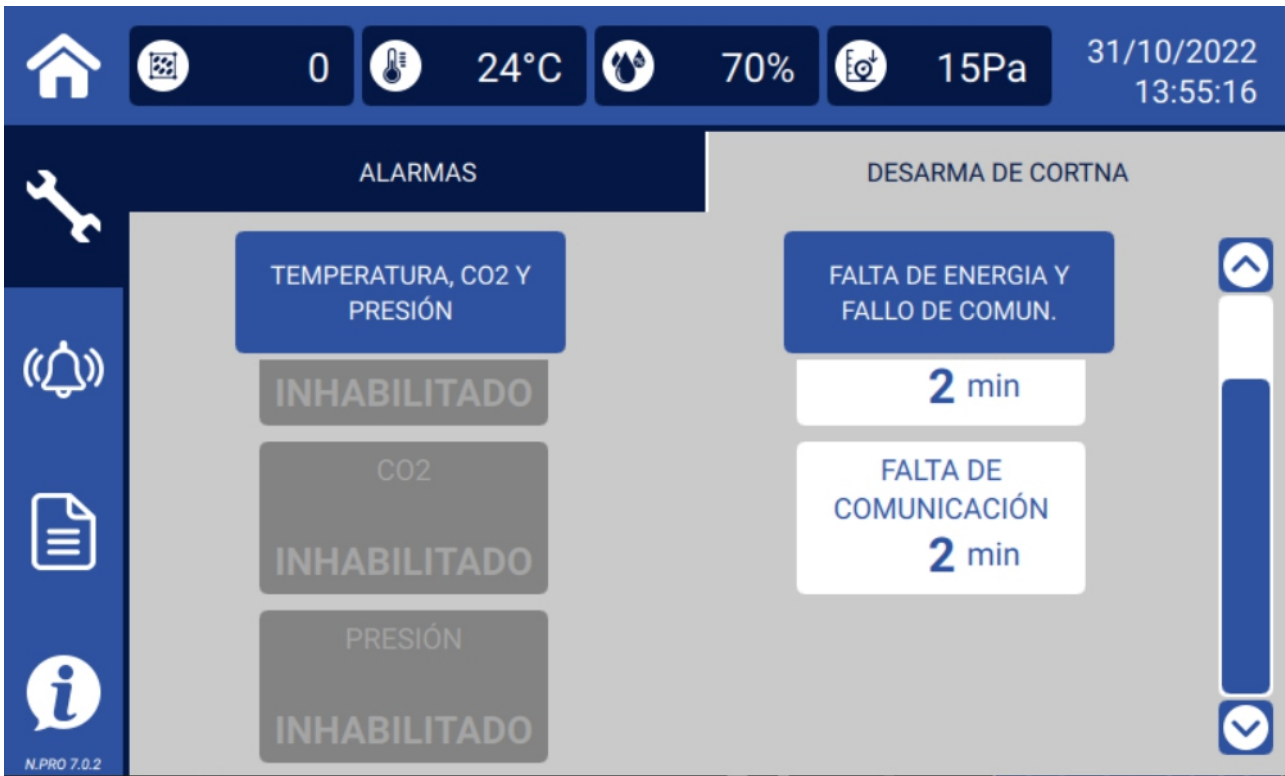 0
24°C
70%
15Pa
31/10/2022
13:55:16
ALARMAS
DESARMA DE CORTNA
TEMPERATURA, CO2 Y
PRESIÓN
INHABILITADO
CO2
INHABILITADO
PRESIÓN
INHABILITADO
FALTA DE ENERGIA Y
FALLO DE COMUN.
2 min
FALTA DE
COMUNICACIÓN
2 min
N.PRO 7.0.2